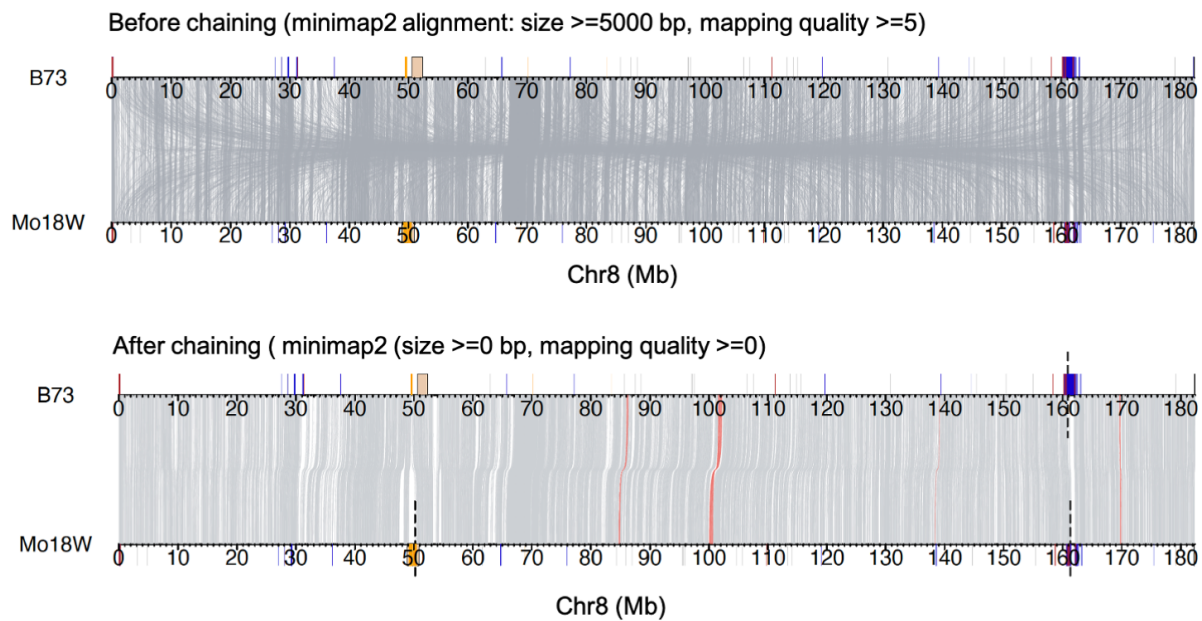 Before chaining (minimap2 alignment: size >=5000 bp, mapping quality >=5)
B73
0 10 20 30 40 50 60 70 80 90 100 110 120 130 140 150 160 170 180
Mo18W
0 10 20 30 40 50 60 70 80 90 100 110 120 130 140 150 160 170 180
Chr8 (Mb)
After chaining ( minimap2 (size >=0 bp, mapping quality >=0)
B73
0 10 20 30 40 50 60 70 80 90 100 110 120 130 140 150 160 170 180
Mo18W
0 10 20 30 40 50 60 70 80 90 100 110 120 130 140 150 160 170 180
Chr8 (Mb)